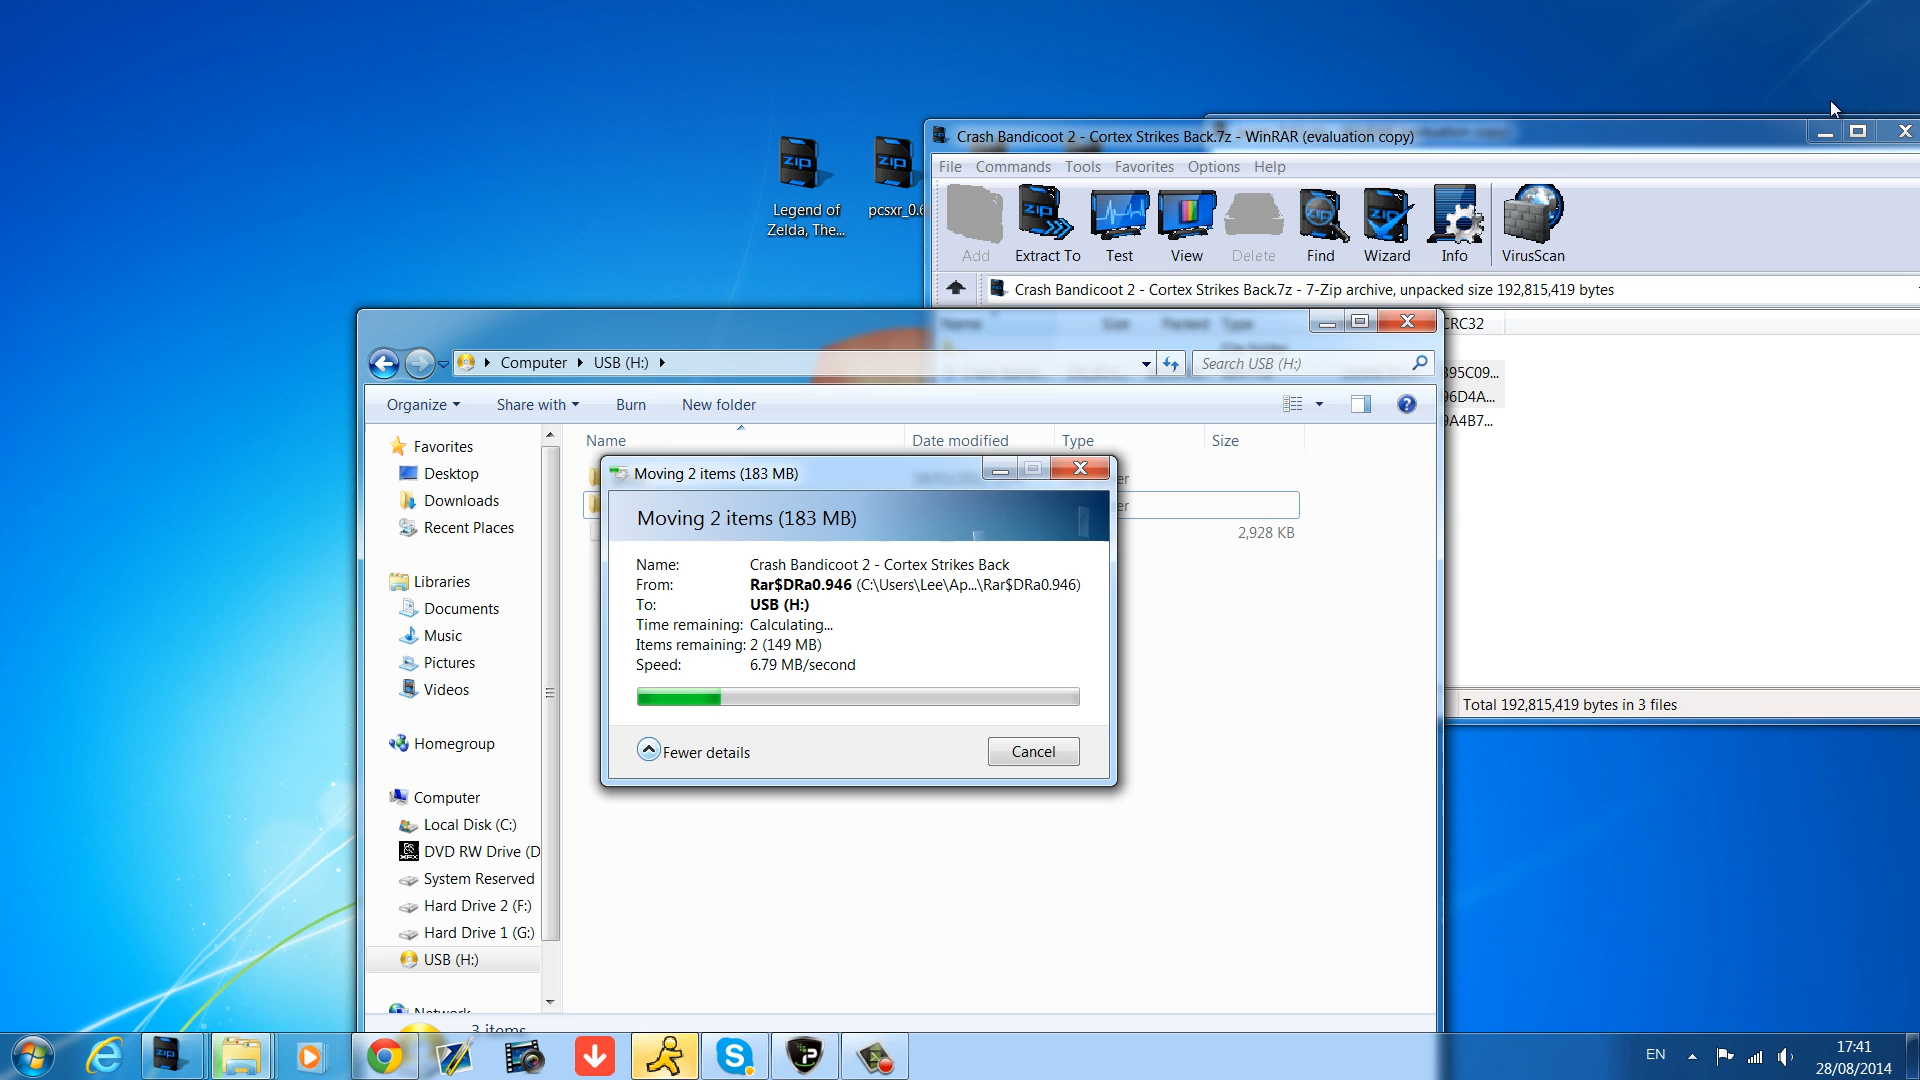 Legend of
Zelda, The...
pcsxr_0.6
Crash Bandicoot 2 - Cortex Strikes Back.7z - WinRAR (evaluation copy)
File Commands Tools Favorites Options Help
Add Extract To Test View Delete Find Wizard Info VirusScan
Crash Bandicoot 2 - Cortex Strikes Back.7z - 7-Zip archive, unpacked size 192,815,419 bytes
Name Size Packed Type CRC32
395C09...
96D4A...
9A4B7...
Total 192,815,419 bytes in 3 files
Computer USB (H:)
Search USB (H:)
Organize Share with Burn New folder
Favorites
Desktop
Downloads
Recent Places
Libraries
Documents
Music
Pictures
Videos
Homegroup
Computer
Local Disk (C:)
DVD RW Drive (D
System Reserved
Hard Drive 2 (F:)
Hard Drive 1 (G:)
USB (H:)
Network
Name Date modified Type Size
er
er
2,928 KB
3 items
Moving 2 items (183 MB)
Moving 2 items (183 MB)
Name: Crash Bandicoot 2 - Cortex Strikes Back
From: Rar$DRa0.946 (C:\Users\Lee\Ap...\Rar$DRa0.946)
To: USB (H:)
Time remaining: Calculating...
Items remaining: 2 (149 MB)
Speed: 6.79 MB/second
Fewer details
Cancel
EN
17:41
28/08/2014